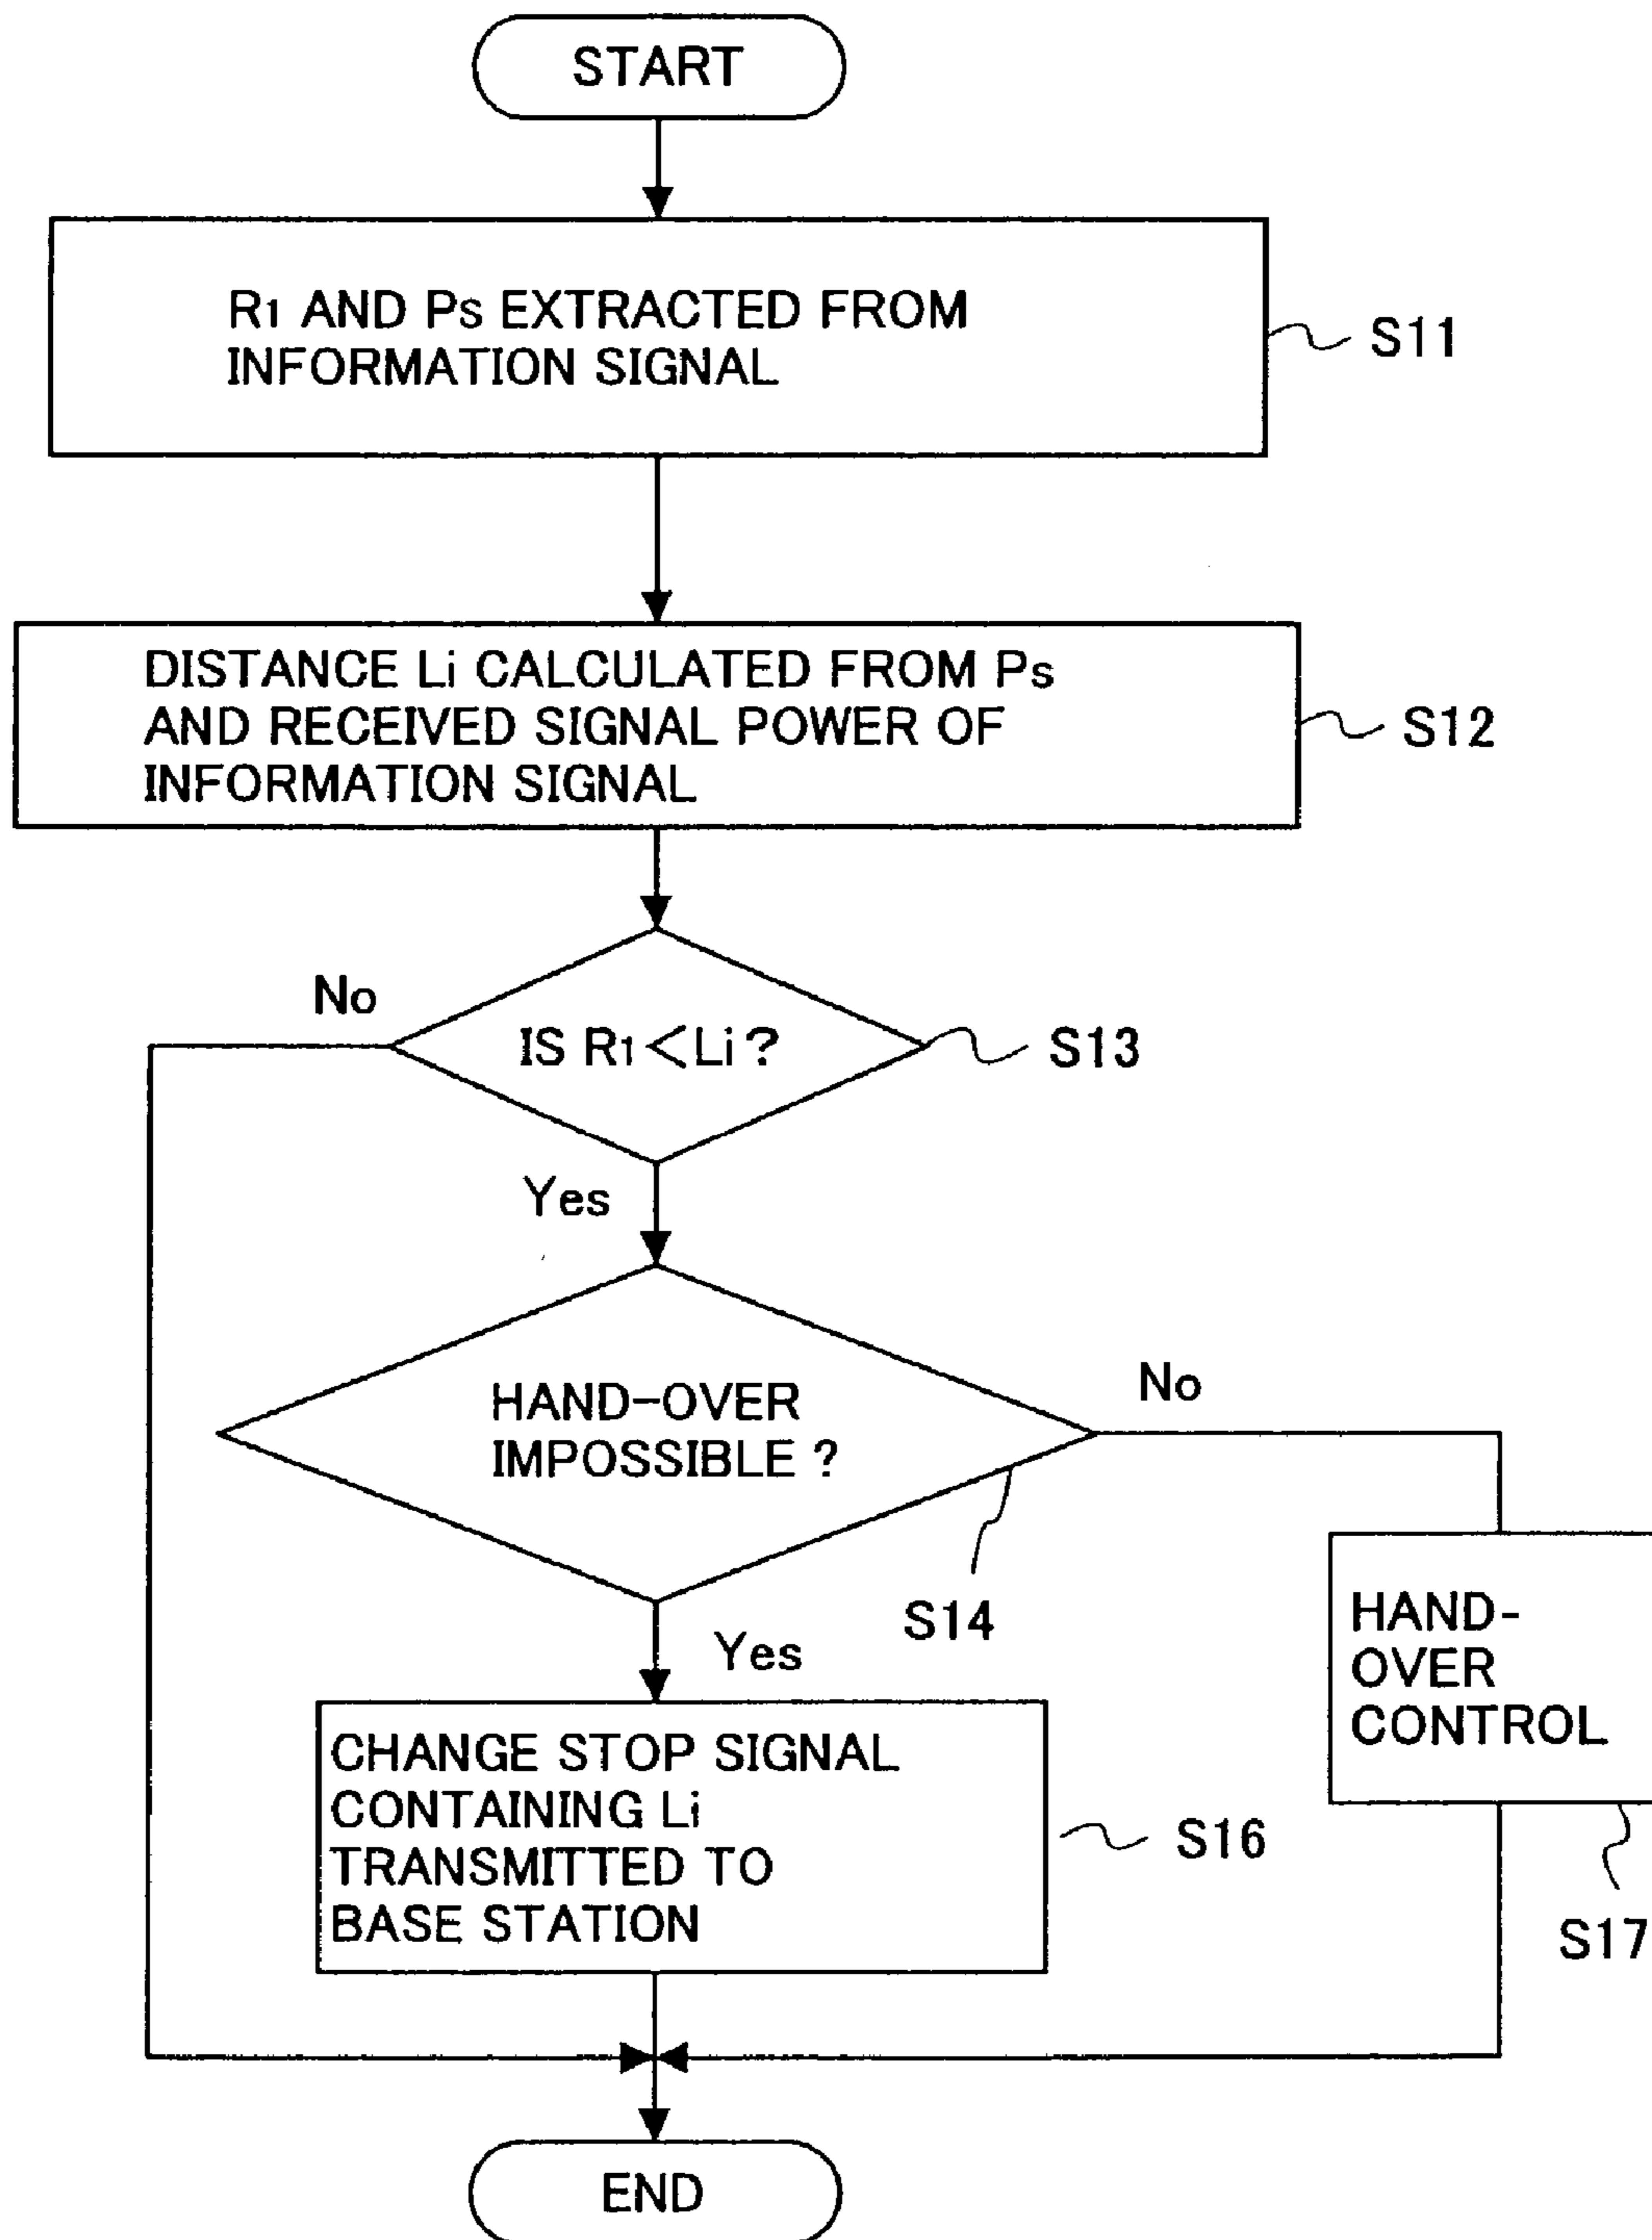 START
R1 AND Ps EXTRACTED FROM
INFORMATION SIGNAL
S11
DISTANCE Li CALCULATED FROM Ps
AND RECEIVED SIGNAL POWER OF
INFORMATION SIGNAL
S12
No
IS R1<Li?
S13
Yes
HAND-OVER
IMPOSSIBLE ?
No
S14
Yes
HAND-
OVER
CONTROL
CHANGE STOP SIGNAL
CONTAINING Li
TRANSMITTED TO
BASE STATION
S16
S17
END